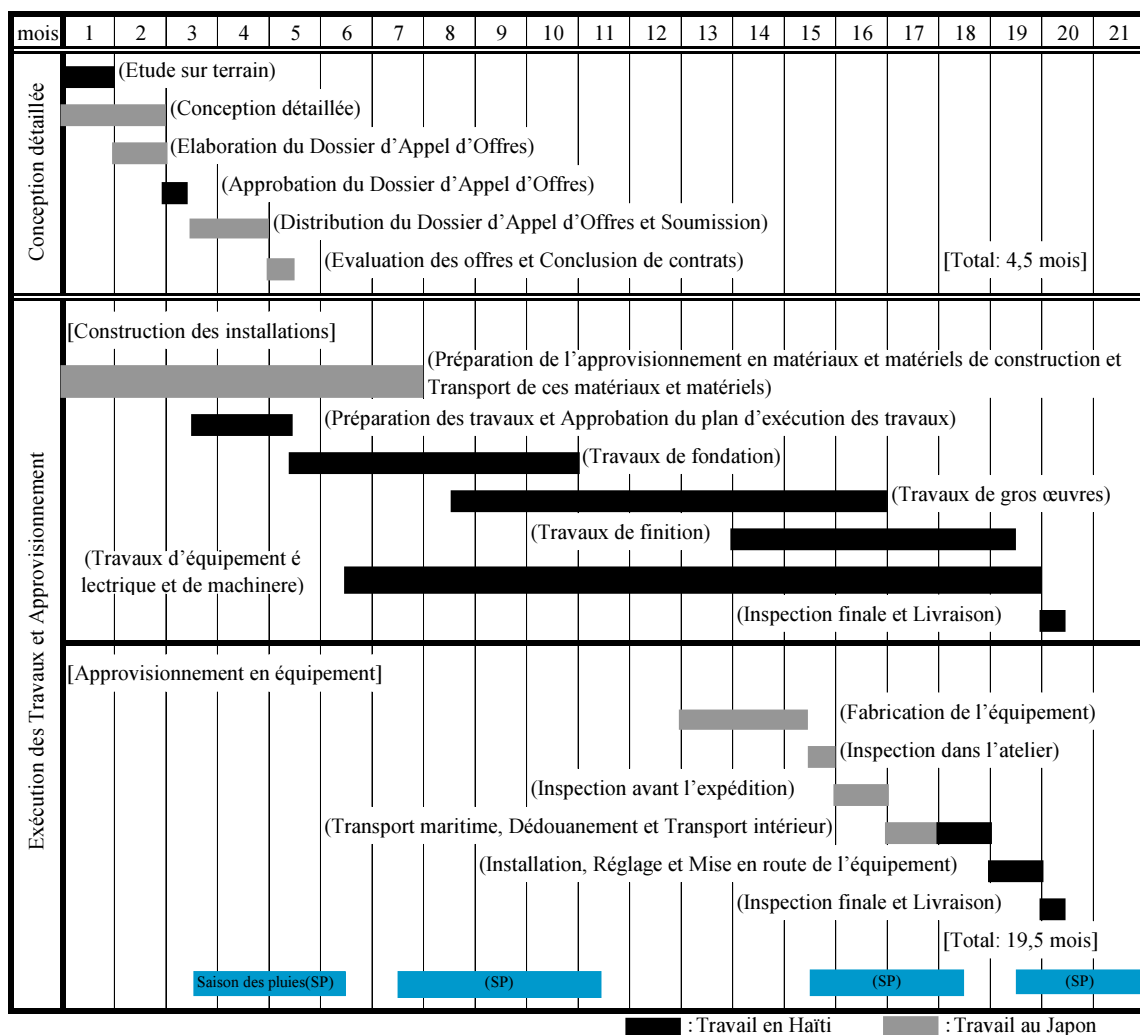 mois 1 2 3 4 5 6 7 8 9 10 11 12 13 14 15 16 17 18 19 20 21
Conception détaillée
(Etude sur terrain)
(Conception détaillée)
(Elaboration du Dossier d’Appel d’Offres)
(Approbation du Dossier d’Appel d’Offres)
(Distribution du Dossier d’Appel d’Offres et Soumission)
(Evaluation des offres et Conclusion de contrats)
[Total: 4,5 mois]
Exécution des Travaux et Approvisionnement
[Construction des installations]
(Préparation de l’approvisionnement en matériaux et matériels de construction et
Transport de ces matériaux et matériels)
(Préparation des travaux et Approbation du plan d’exécution des travaux)
(Travaux de fondation)
(Travaux de gros œuvres)
(Travaux de finition)
(Travaux d’équipement é
lectrique et de machinere)
(Inspection finale et Livraison)
[Approvisionnement en équipement]
(Fabrication de l’équipement)
(Inspection dans l’atelier)
(Inspection avant l’expédition)
(Transport maritime, Dédouanement et Transport intérieur)
(Installation, Réglage et Mise en route de l’équipement)
(Inspection finale et Livraison)
[Total: 19,5 mois]
Saison des pluies(SP) (SP) (SP) (SP)
: Travail en Haïti : Travail au Japon